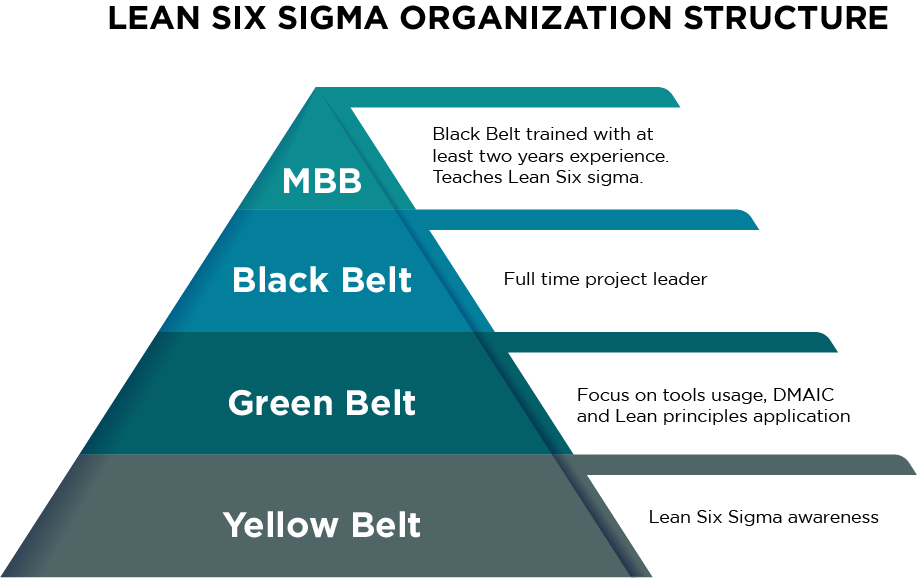 LEAN SIX SIGMA ORGANIZATION STRUCTURE
MBB
Black Belt trained with at
least two years experience.
Teaches Lean Six sigma.
Black Belt
Full time project leader
Green Belt
Focus on tools usage, DMAIC
and Lean principles application
Yellow Belt
Lean Six Sigma awareness